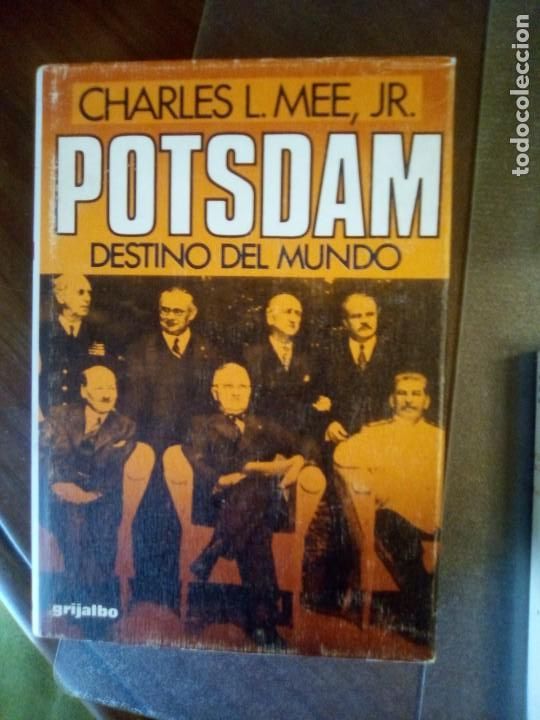 CHARLES L. MEE, JR.
POTSDAM
DESTINO DEL MUNDO
grijalbo
todocoleccion